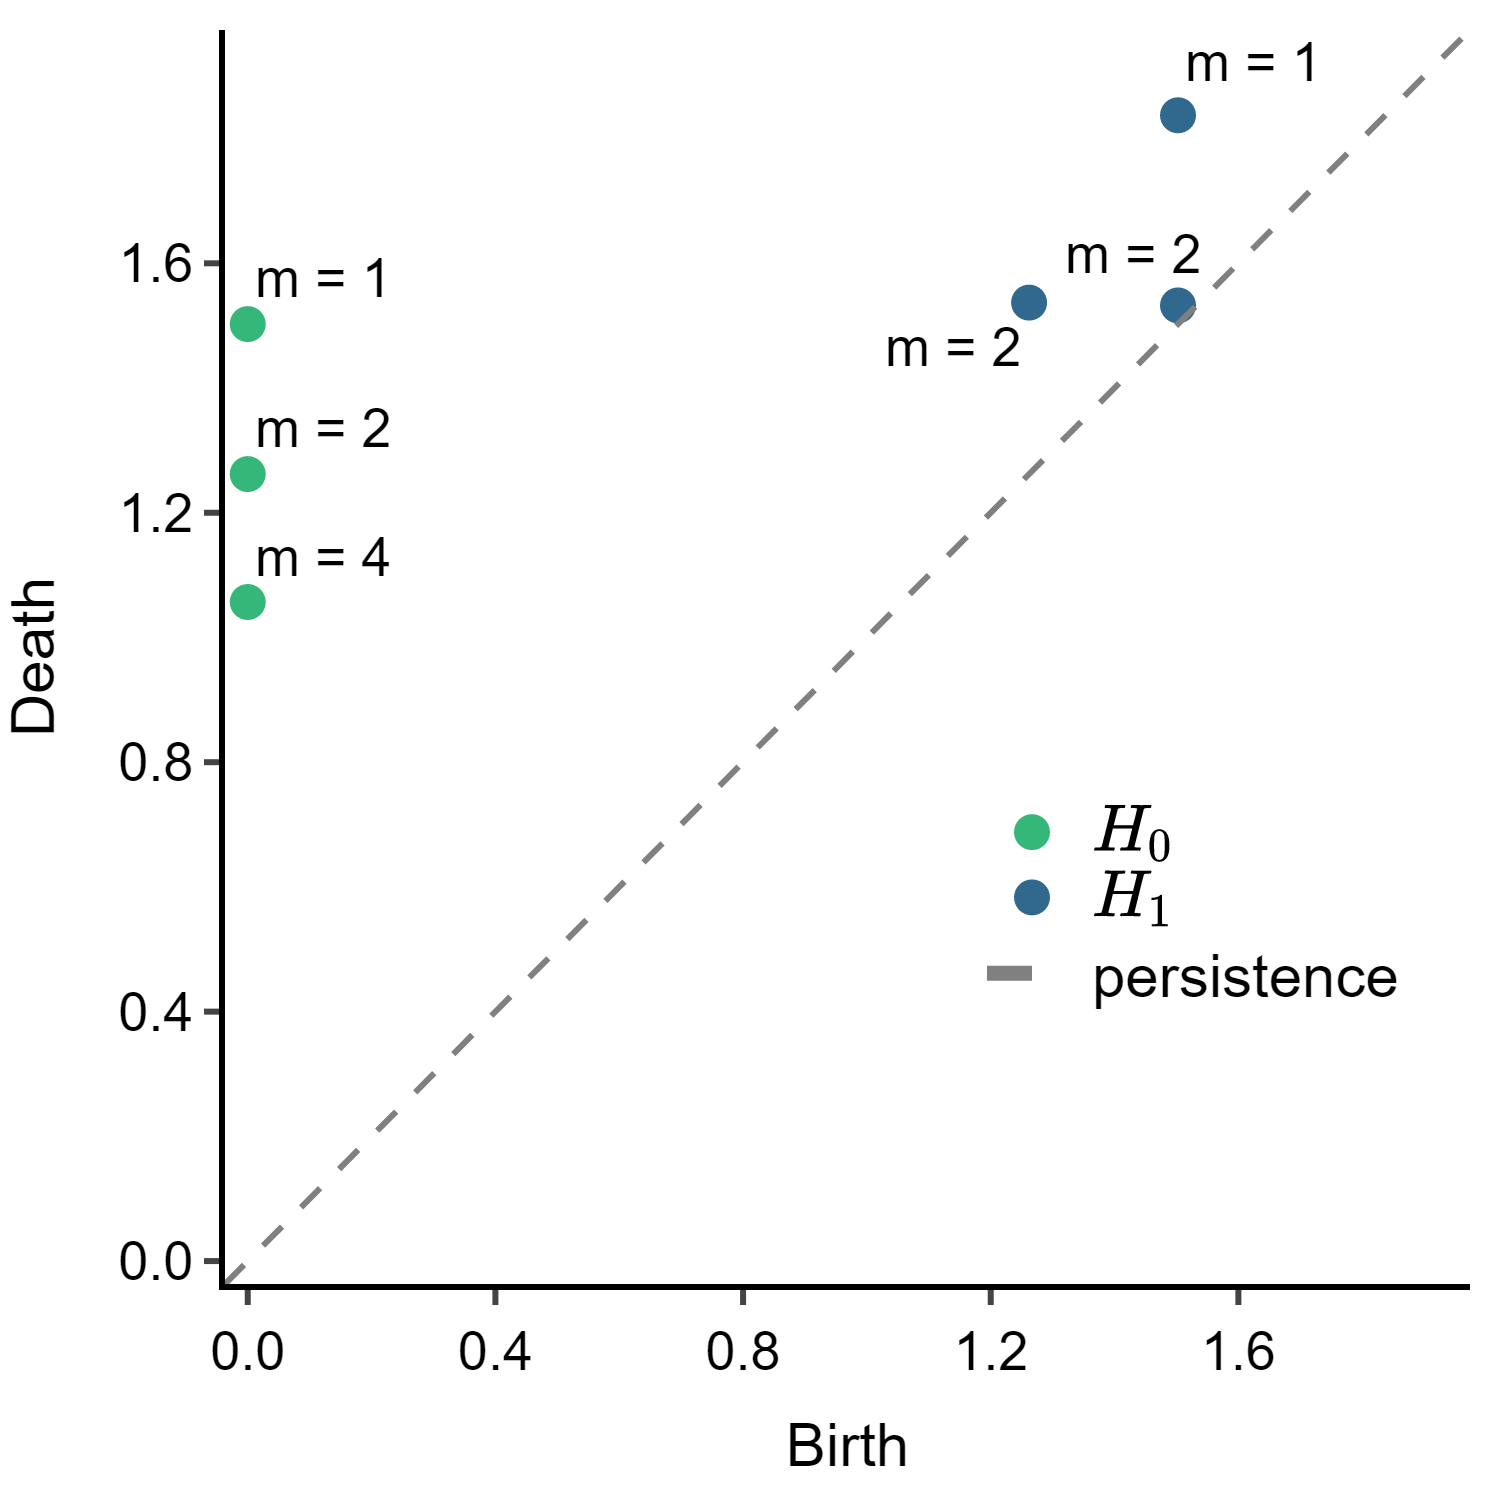 m = 1
1.6
m = 1
m = 2
m = 2
m = 2
1.2
m = 4
Death
0.8
H0
H1
persistence
0.4
0.0
0.0 0.4 0.8 1.2 1.6
Birth